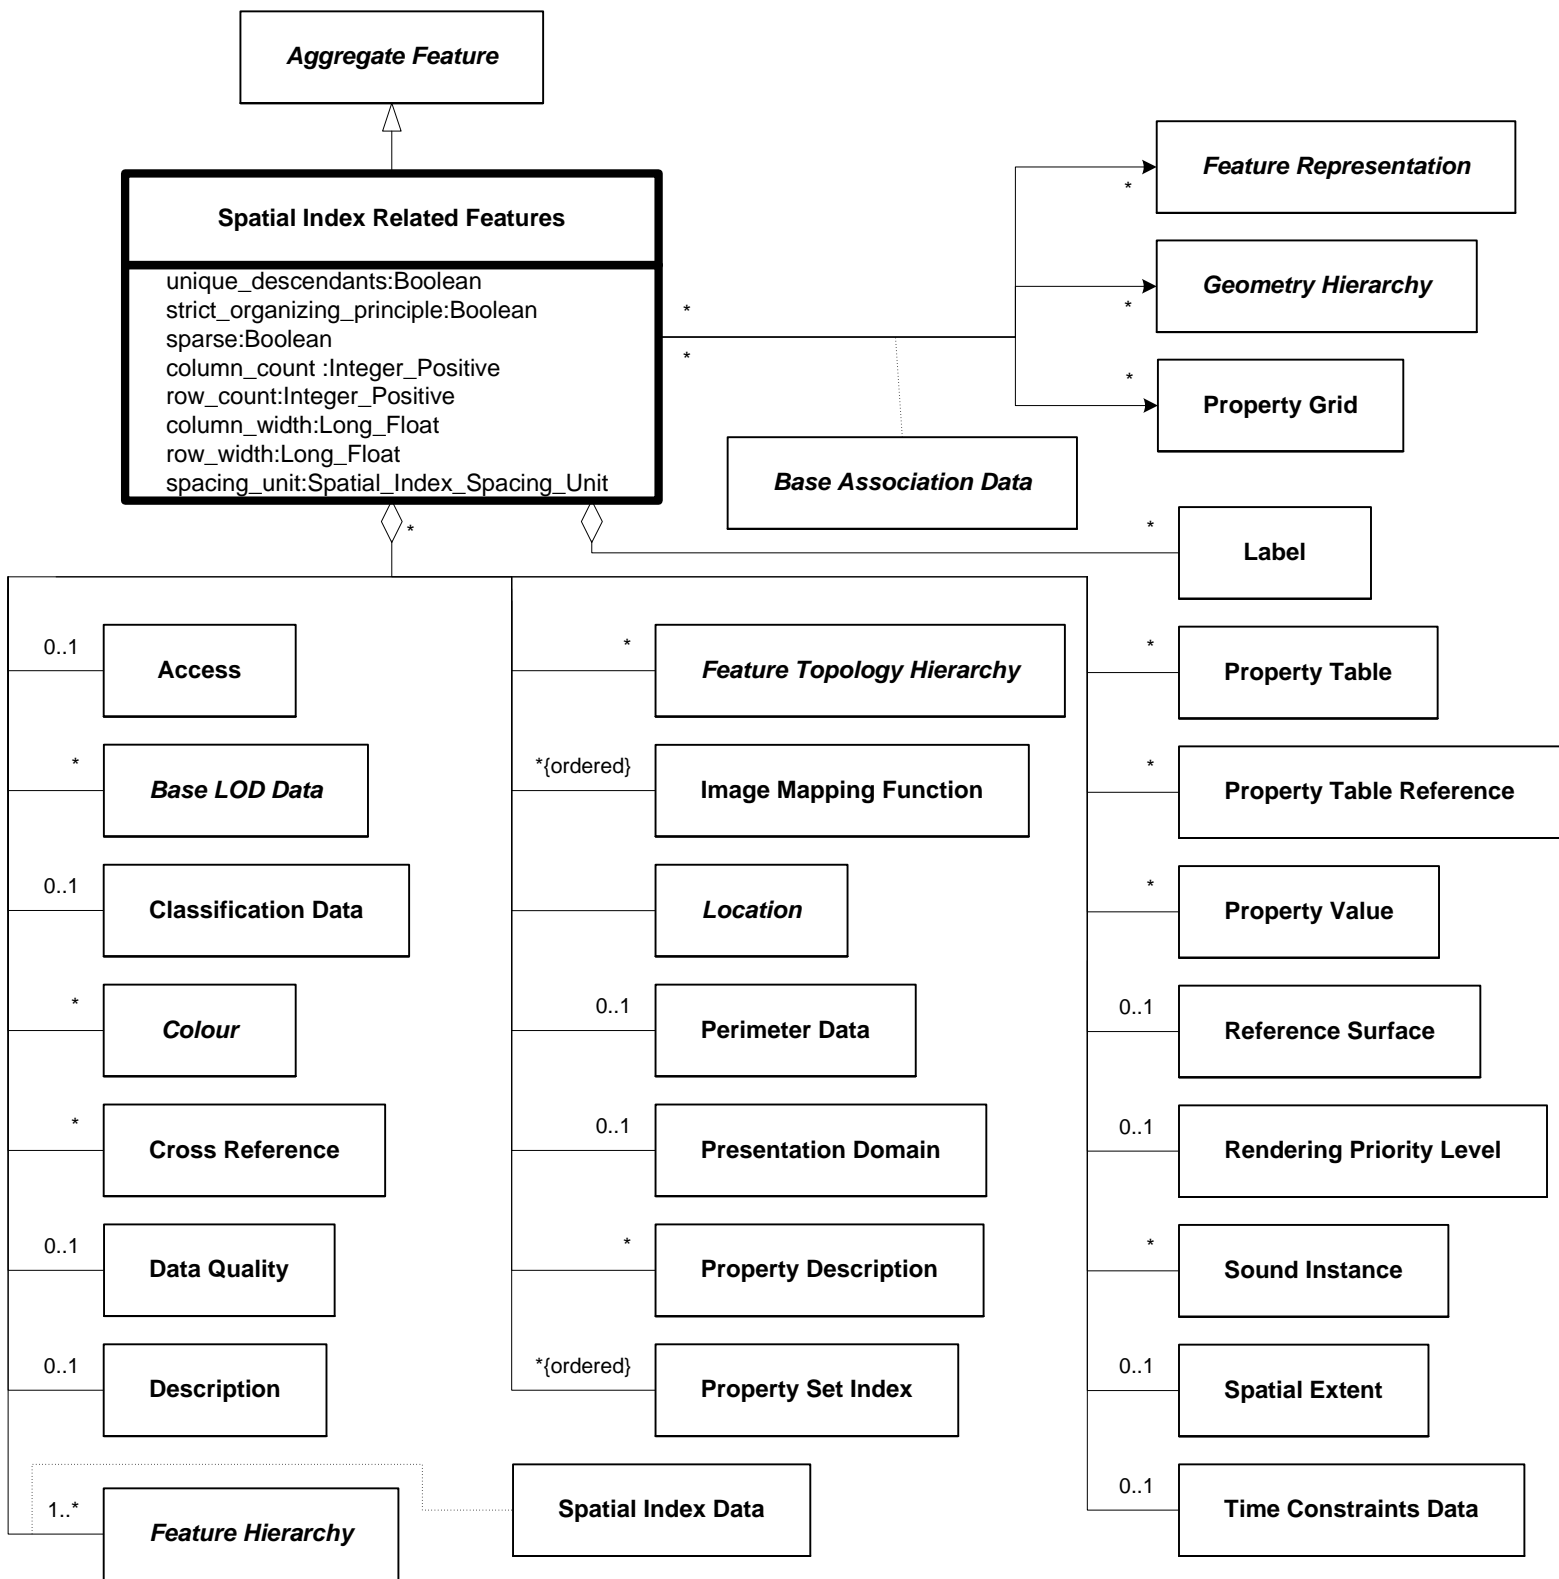 Aggregate Feature
Spatial Index Related Features
unique_descendants:Boolean
strict_organizing_principle:Boolean
sparse:Boolean
column_count :Integer_Positive
row_count:Integer_Positive
column_width:Long_Float
row_width:Long_Float
spacing_unit:Spatial_Index_Spacing_Unit
*
*
*
Feature Representation
*
Geometry Hierarchy
*
Property Grid
Base Association Data
*
*
Label
0..1
Access
*
Base LOD Data
0..1
Classification Data
*
Colour
*
Cross Reference
0..1
Data Quality
0..1
Description
1..*
Feature Hierarchy
Spatial Index Data
*
Feature Topology Hierarchy
*{ordered}
Image Mapping Function
Location
0..1
Perimeter Data
0..1
Presentation Domain
*
Property Description
*{ordered}
Property Set Index
*
Property Table
*
Property Table Reference
*
Property Value
0..1
Reference Surface
0..1
Rendering Priority Level
*
Sound Instance
0..1
Spatial Extent
0..1
Time Constraints Data